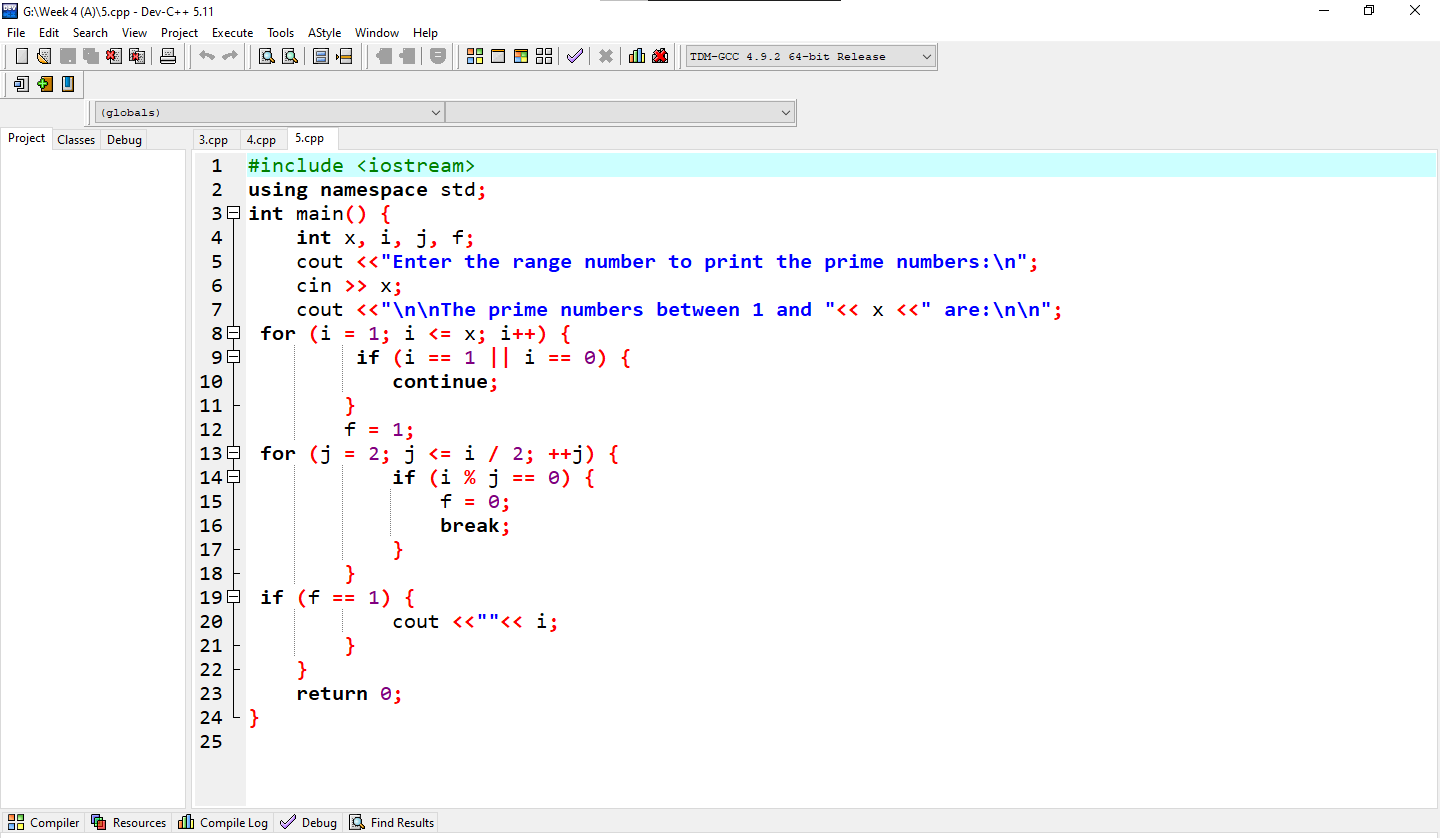 G:\Week 4 (A)\5.cpp - Dev-C++ 5.11
File Edit Search View Project Execute Tools AStyle Window Help
TDM-GCC 4.9.2 64-bit Release
(globals)
Project Classes Debug 3.cpp 4.cpp 5.cpp
1 #include <iostream>
2 using namespace std;
3 int main() {
4     int x, i, j, f;
5     cout <<"Enter the range number to print the prime numbers:\n";
6     cin >> x;
7     cout <<"\n\nThe prime numbers between 1 and "<< x <<" are:\n\n";
8  for (i = 1; i <= x; i++) {
9          if (i == 1 || i == 0) {
10             continue;
11         }
12         f = 1;
13  for (j = 2; j <= i / 2; ++j) {
14             if (i % j == 0) {
15                 f = 0;
16                 break;
17             }
18         }
19  if (f == 1) {
20             cout <<""<< i;
21         }
22     }
23     return 0;
24 }
25
Compiler Resources Compile Log Debug Find Results